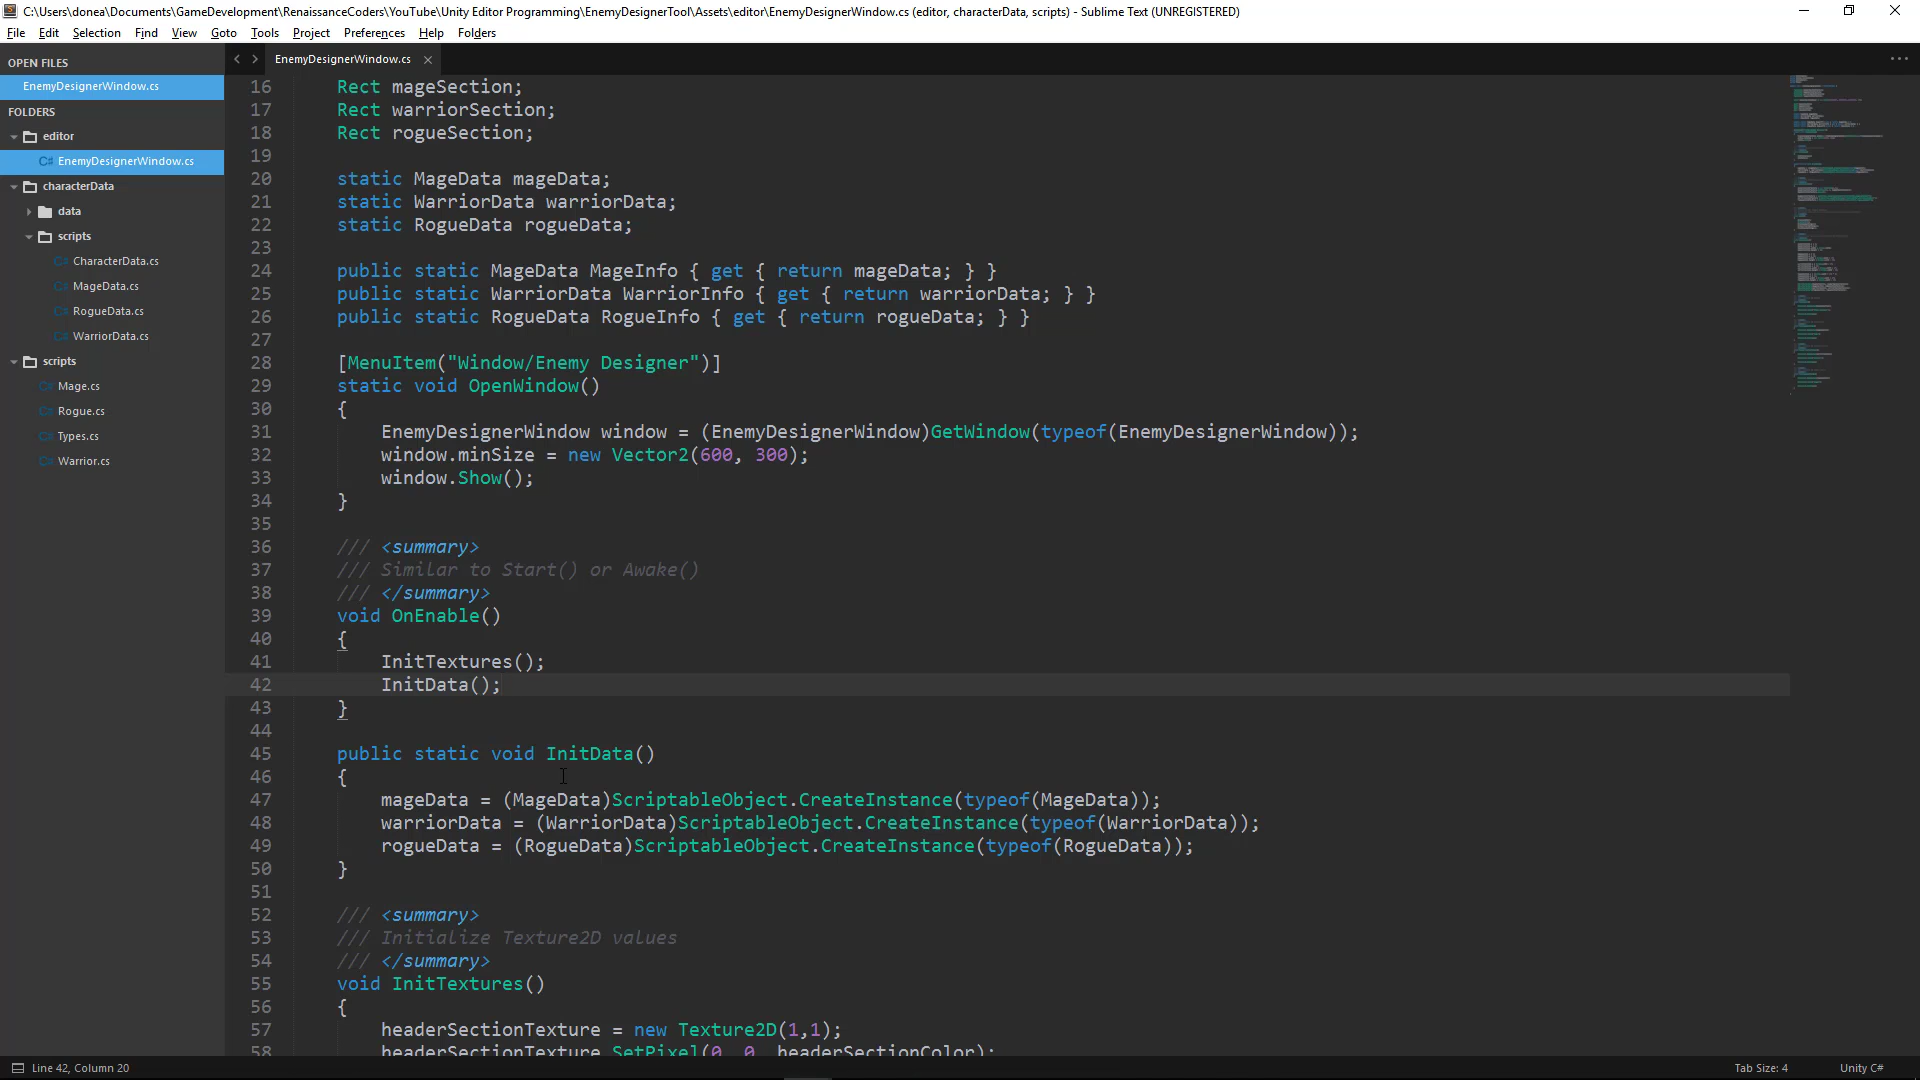 C:\Users\donea\Documents\GameDevelopment\RenaissanceCoders\YouTube\Unity Editor Programming\EnemyDesignerTool\Assets\editor\EnemyDesignerWindow.cs (editor, characterData, scripts) - Sublime Text (UNREGISTERED)
File Edit Selection Find View Goto Tools Project Preferences Help Folders
OPEN FILES
EnemyDesignerWindow.cs
FOLDERS
editor
EnemyDesignerWindow.cs
characterData
data
scripts
CharacterData.cs
MageData.cs
RogueData.cs
WarriorData.cs
scripts
Mage.cs
Rogue.cs
Types.cs
Warrior.cs
EnemyDesignerWindow.cs
16 Rect mageSection;
17 Rect warriorSection;
18 Rect rogueSection;
19
20 static MageData mageData;
21 static WarriorData warriorData;
22 static RogueData rogueData;
23
24 public static MageData MageInfo { get { return mageData; } }
25 public static WarriorData WarriorInfo { get { return warriorData; } }
26 public static RogueData RogueInfo { get { return rogueData; } }
27
28 [MenuItem("Window/Enemy Designer")]
29 static void OpenWindow()
30 {
31 EnemyDesignerWindow window = (EnemyDesignerWindow)GetWindow(typeof(EnemyDesignerWindow));
32 window.minSize = new Vector2(600, 300);
33 window.Show();
34 }
35
36 /// <summary>
37 /// Similar to Start() or Awake()
38 /// </summary>
39 void OnEnable()
40 {
41 InitTextures();
42 InitData();
43 }
44
45 public static void InitData()
46 {
47 mageData = (MageData)ScriptableObject.CreateInstance(typeof(MageData));
48 warriorData = (WarriorData)ScriptableObject.CreateInstance(typeof(WarriorData));
49 rogueData = (RogueData)ScriptableObject.CreateInstance(typeof(RogueData));
50 }
51
52 /// <summary>
53 /// Initialize Texture2D values
54 /// </summary>
55 void InitTextures()
56 {
57 headerSectionTexture = new Texture2D(1,1);
58 headerSectionTexture.SetPixel(0, 0, headerSectionColor);
Line 42, Column 20
Tab Size: 4
Unity C#